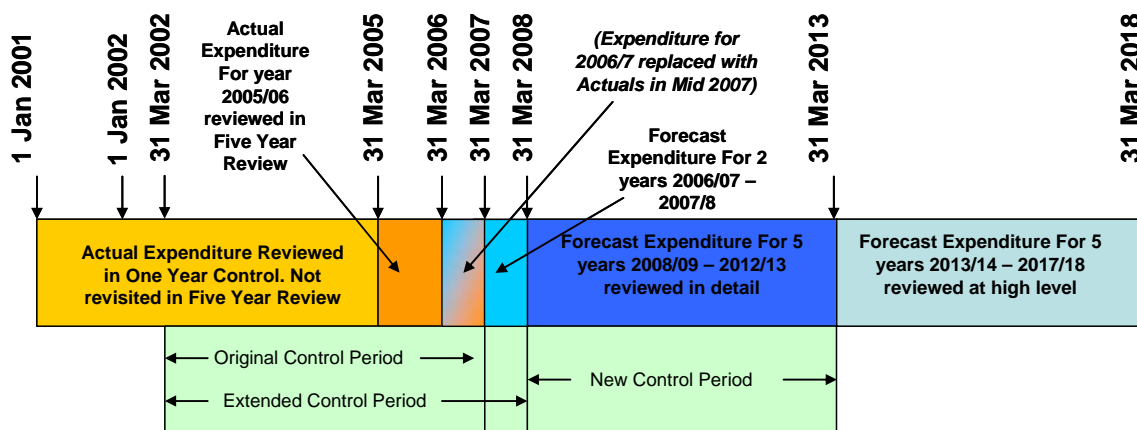 1 Jan 2001
1 Jan 2002
31 Mar 2002
Actual
Expenditure
For year
2005/06
reviewed in
Five Year
Review
31 Mar 2005
31 Mar 2006
31 Mar 2007
31 Mar 2008
(Expenditure for
2006/7 replaced with
Actuals in Mid 2007)
Forecast
Expenditure For 2
years 2006/07 –
2007/8
31 Mar 2013
31 Mar 2018
Actual Expenditure Reviewed
in One Year Control. Not
revisited in Five Year Review
Forecast Expenditure For 5
years 2008/09 – 2012/13
reviewed in detail
Forecast Expenditure For 5
years 2013/14 – 2017/18
reviewed at high level
Original Control Period
Extended Control Period
New Control Period